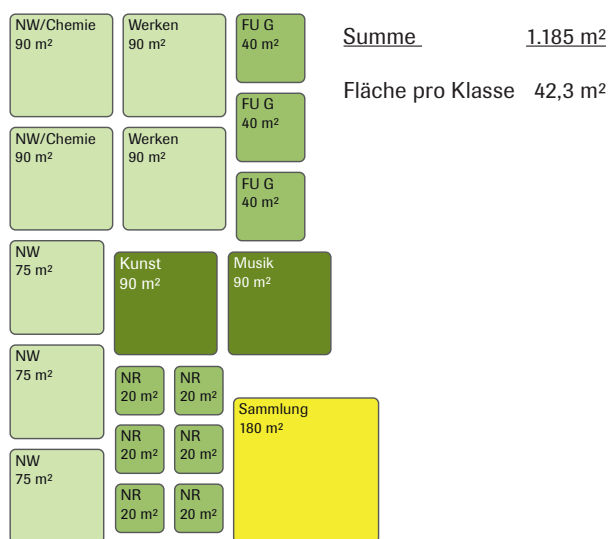 NW/Chemie
90 m²
Werken
90 m²
FU G
40 m²
Summe 1.185 m²
Fläche pro Klasse 42,3 m²
FU G
40 m²
NW/Chemie
90 m²
Werken
90 m²
FU G
40 m²
NW
75 m²
Kunst
90 m²
Musik
90 m²
NW
75 m²
NR
20 m²
NR
20 m²
Sammlung
180 m²
NR
20 m²
NR
20 m²
NW
75 m²
NR
20 m²
NR
20 m²